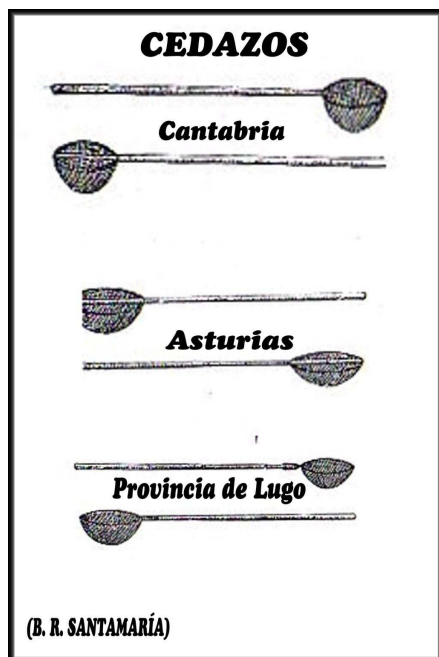 CEDAZOS
Cantabria
Asturias
Provincia de Lugo
(B. R. SANTAMARÍA)